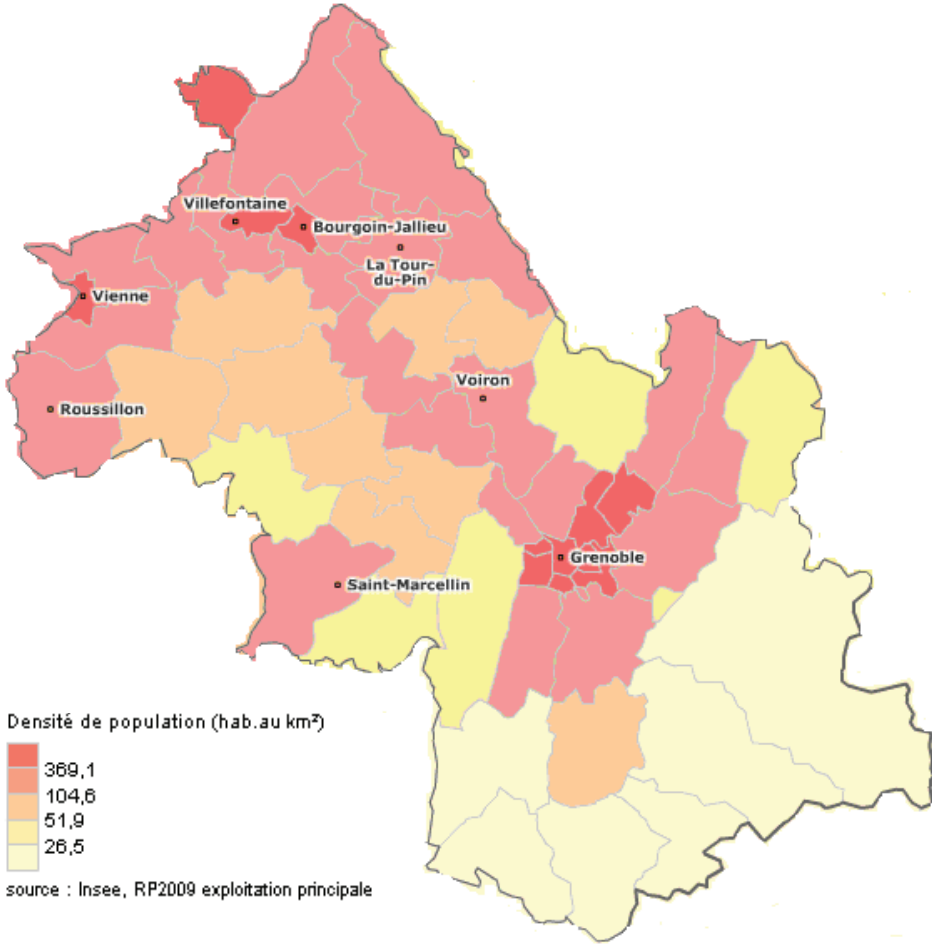 Villefontaine
Bourgoin-Jallieu
La Tour-
du-Pin
Vienne
Voiron
Roussillon
Grenoble
Saint-Marcellin
Densité de population (hab.au km²)
369,1
104,6
51,9
26,5
source : Insee, RP2009 exploitation principale